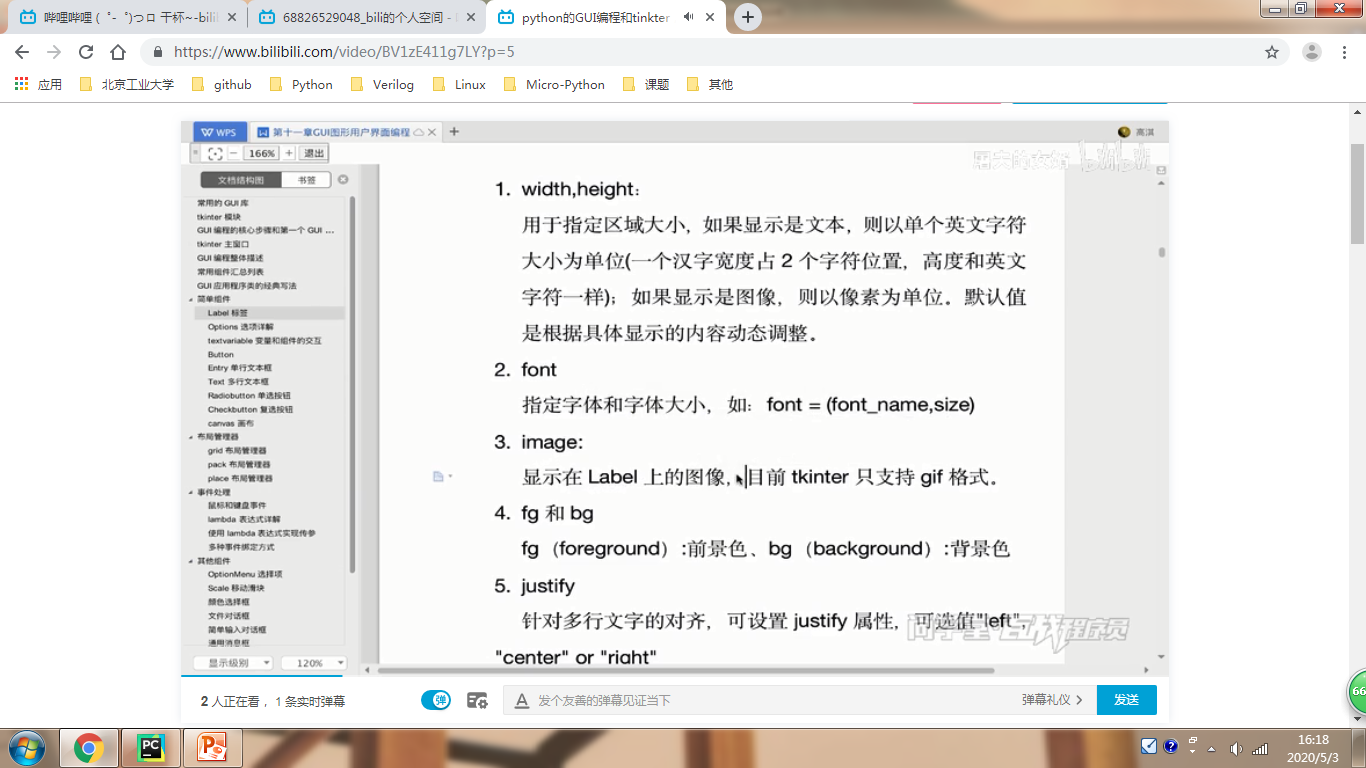 哔哩哔哩 ( ゜- ゜)つロ 干杯~-bili
68826529048_bili的个人空间 -
python的GUI编程和tinkter
https://www.bilibili.com/video/BV1zE411g7LY?p=5
应用
北京工业大学
github
Python
Verilog
Linux
Micro-Python
课题
其他
WPS
第十一章GUI图形用户界面编程
高淇
166%
退出
bilibili
文档结构图
书签
常用的 GUI 库
tkinter 模块
GUI 编程的核心步骤和第一个 GUI ...
tkinter 主窗口
GUI 编程整体描述
常用组件汇总列表
GUI 应用程序类的经典写法
简单组件
Label 标签
Options 选项详解
textvariable 变量和组件的交互
Button
Entry 单行文本框
Text 多行文本框
Radiobutton 单选按钮
Checkbutton 复选按钮
canvas 画布
布局管理器
grid 布局管理器
pack 布局管理器
place 布局管理器
事件处理
鼠标和键盘事件
lambda 表达式详解
使用 lambda 表达式实现传参
多种事件绑定方式
其他组件
OptionMenu 选择项
Scale 移动滑块
颜色选择框
文件对话框
简单输入对话框
通用消息框
显示级别
120%
1. width,height：
用于指定区域大小，如果显示是文本，则以单个英文字符
大小为单位(一个汉字宽度占 2 个字符位置，高度和英文
字符一样)；如果显示是图像，则以像素为单位。默认值
是根据具体显示的内容动态调整。
2. font
指定字体和字体大小，如：font = (font_name,size)
3. image:
显示在 Label 上的图像，目前 tkinter 只支持 gif 格式。
4. fg 和 bg
fg（foreground）:前景色、bg（background）:背景色
5. justify
针对多行文字的对齐，可设置 justify 属性，可选值"left",
"center" or "right"
尚学堂 百战程序员
2 人正在看， 1 条实时弹幕
弹
发个友善的弹幕见证当下
弹幕礼仪
发送
66
16:18
2020/5/3